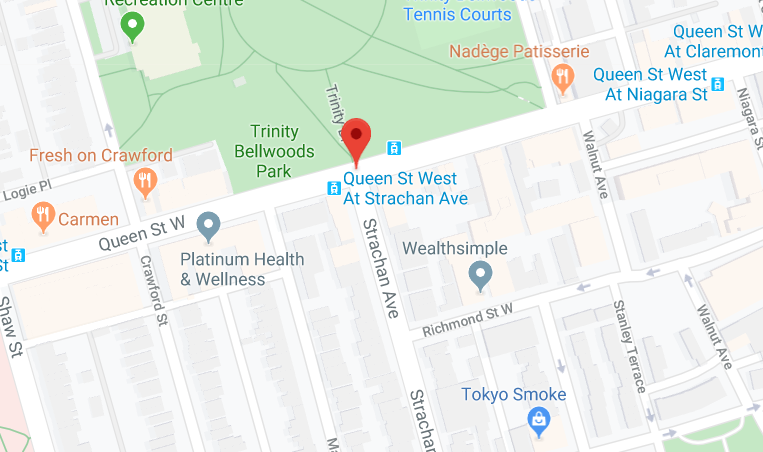 Recreation Centre
Tennis Courts
Queen St W
At Claremont
Nadège Patisserie
Queen St West
At Niagara St
Niagara St
Trinity
Trinity
Bellwoods
Park
Walnut Ave
Fresh on Crawford
Logie Pl
Queen St West
At Strachan Ave
Carmen
Queen St W
Strachan Ave
Wealthsimple
Platinum Health
& Wellness
Crawford St
Shaw St
Richmond St W
Stanley Terrace
Walnut Ave
Tokyo Smoke
Strachan